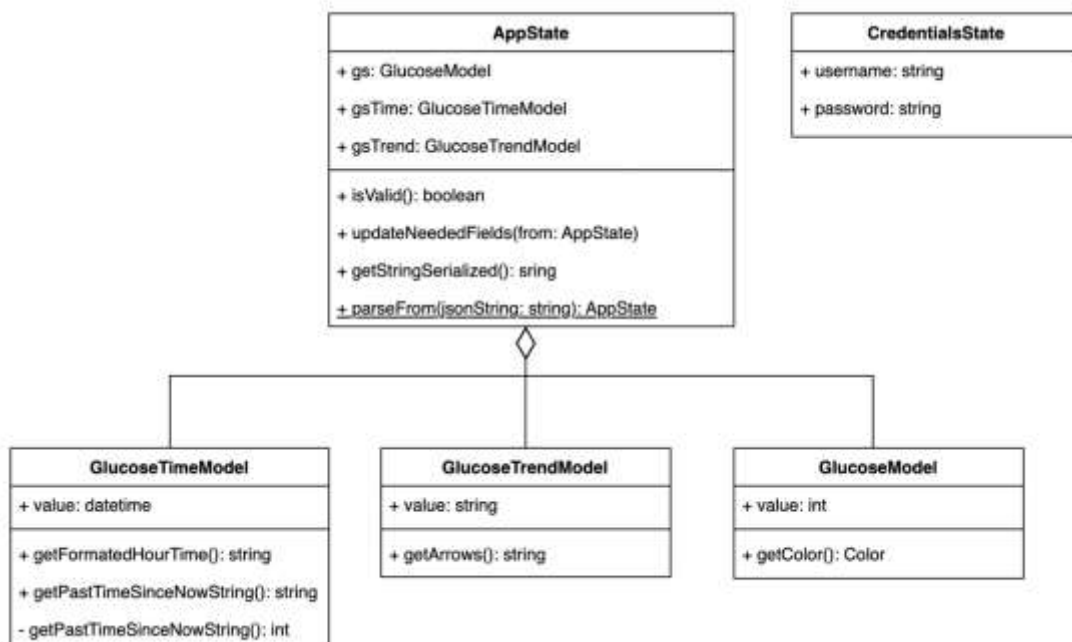 AppState
+ gs: GlucoseModel
+ gsTime: GlucoseTimeModel
+ gsTrend: GlucoseTrendModel
+ isValid(): boolean
+ updateNeededFields(from: AppState)
+ getStringSerialized(): sring
+ parseFrom(jsonString: string): AppState
CredentialsState
+ username: string
+ password: string
GlucoseTimeModel
+ value: datetime
+ getFormatedHourTime(): string
+ getPastTimeSinceNowString(): string
- getPastTimeSinceNowString(): int
GlucoseTrendModel
+ value: string
+ getArrows(): string
GlucoseModel
+ value: int
+ getColor(): Color